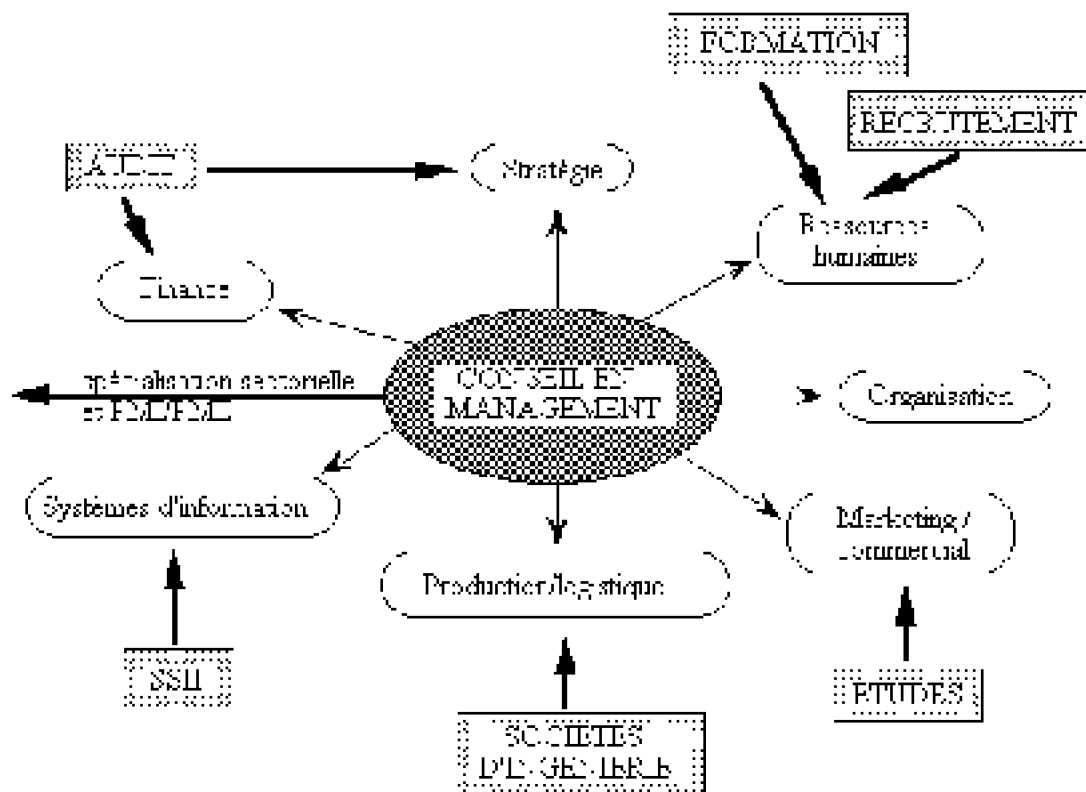 FORMATION
RECRUTEMENT
AUDIT
Stratégie
Ressources
humaines
Finance
CONSEIL EN
MANAGEMENT
spécialisation sectorielle
et PME/PMI
Organisation
Systèmes d'information
Marketing /
commercial
Production/logistique
SSII
ETUDES
SOCIETES
D'INGENIERIE